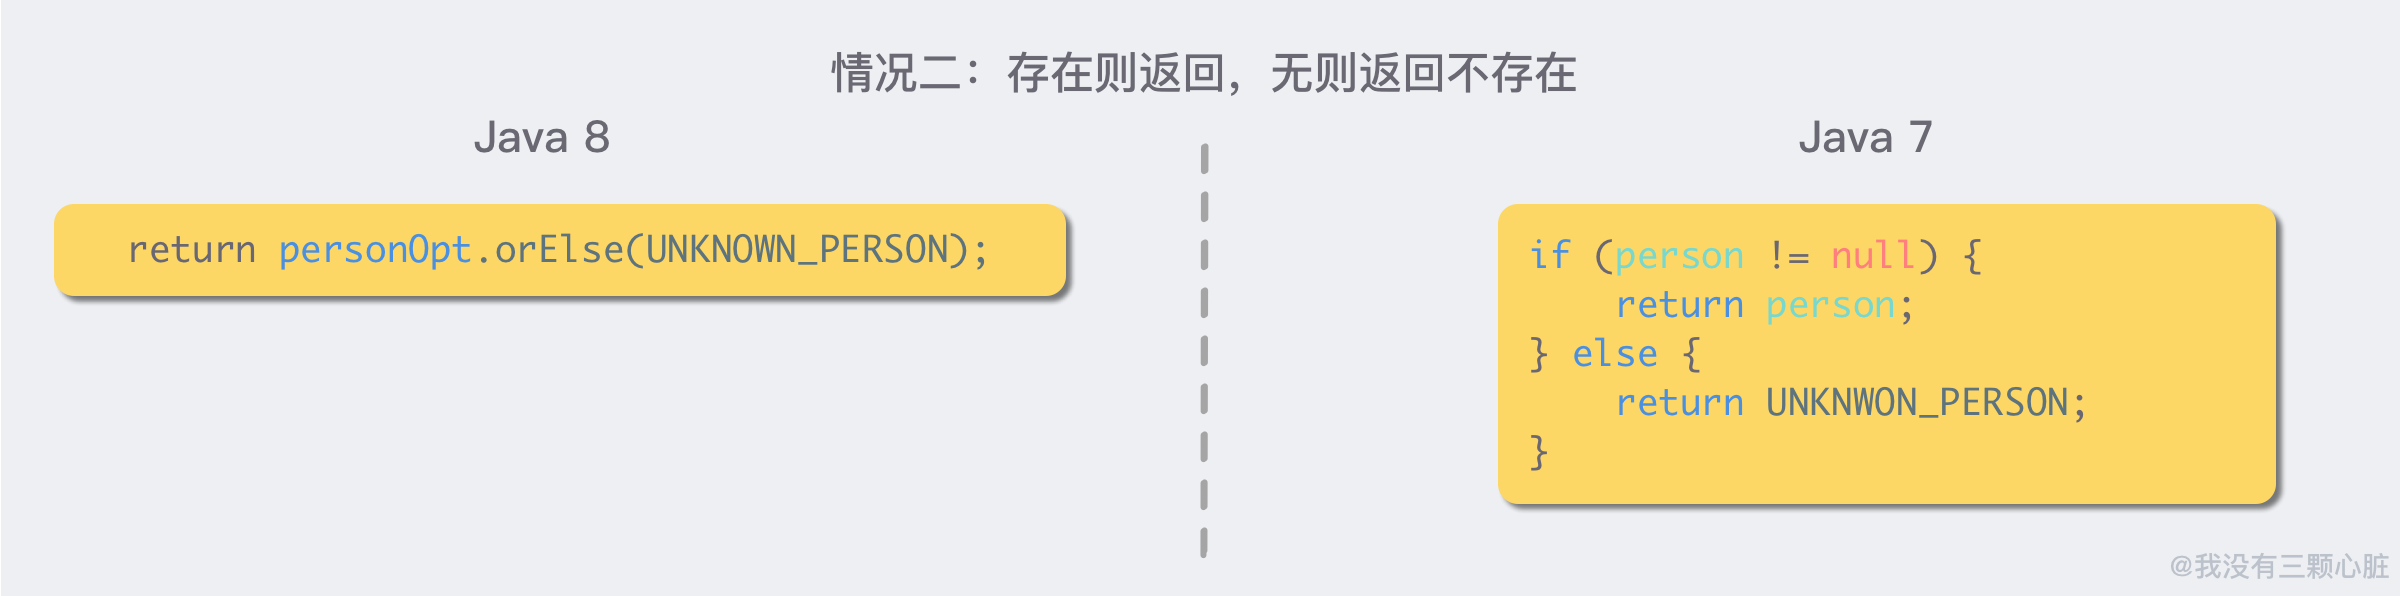 情况二：存在则返回，无则返回不存在
Java 8
return personOpt.orElse(UNKNOWN_PERSON);
Java 7
if (person != null) {
    return person;
} else {
    return UNKNWON_PERSON;
}
@我没有三颗心脏